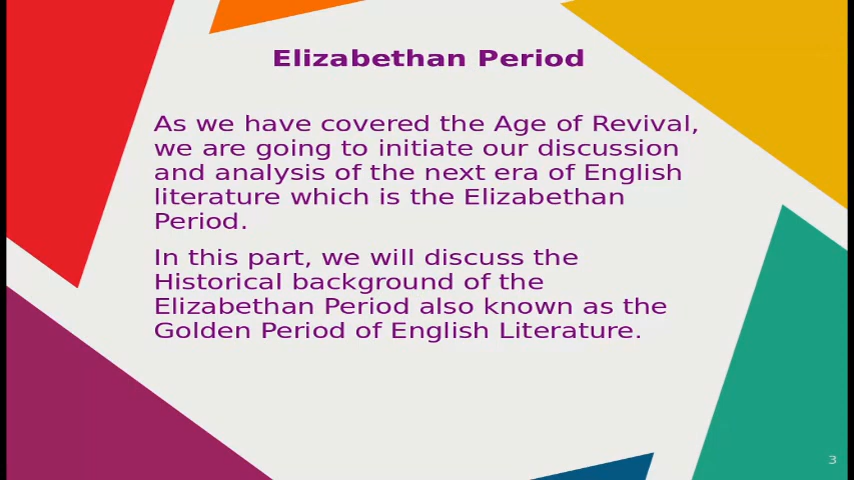 Elizabethan Period
As we have covered the Age of Revival,
we are going to initiate our discussion
and analysis of the next era of English
literature which is the Elizabethan
Period.
In this part, we will discuss the
Historical background of the
Elizabethan Period also known as the
Golden Period of English Literature.
3